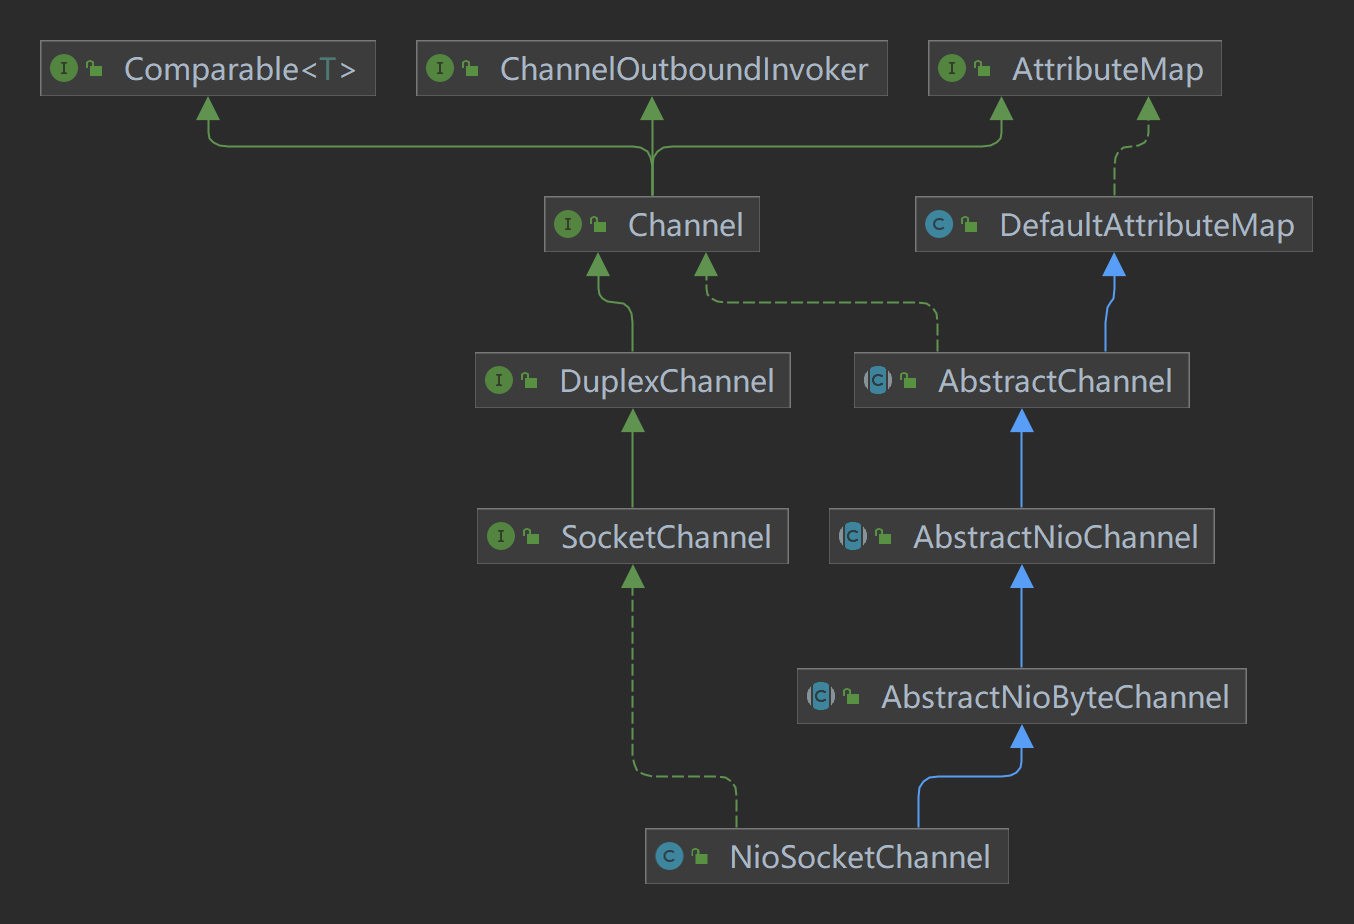 I Comparable<T>
I ChannelOutboundInvoker
I AttributeMap
I Channel
C DefaultAttributeMap
I DuplexChannel
C AbstractChannel
I SocketChannel
C AbstractNioChannel
C AbstractNioByteChannel
C NioSocketChannel